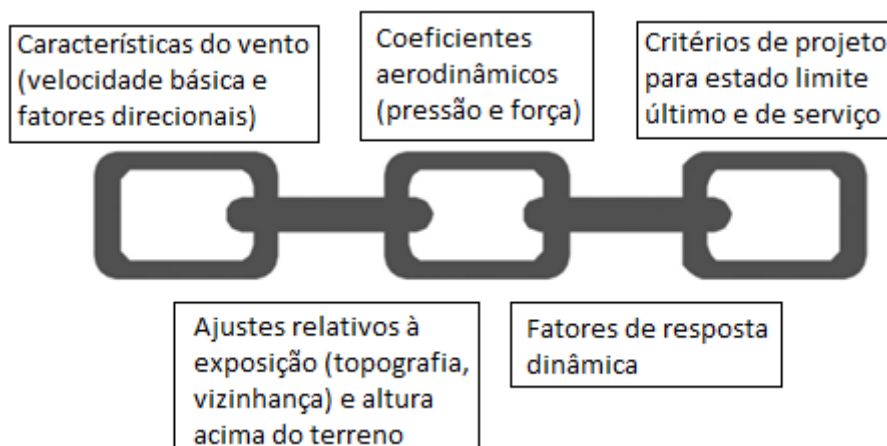 Características do vento
(velocidade básica e
fatores direcionais)
Coeficientes
aerodinâmicos
(pressão e força)
Critérios de projeto
para estado limite
último e de serviço
Ajustes relativos à
exposição (topografia,
vizinhança) e altura
acima do terreno
Fatores de resposta
dinâmica